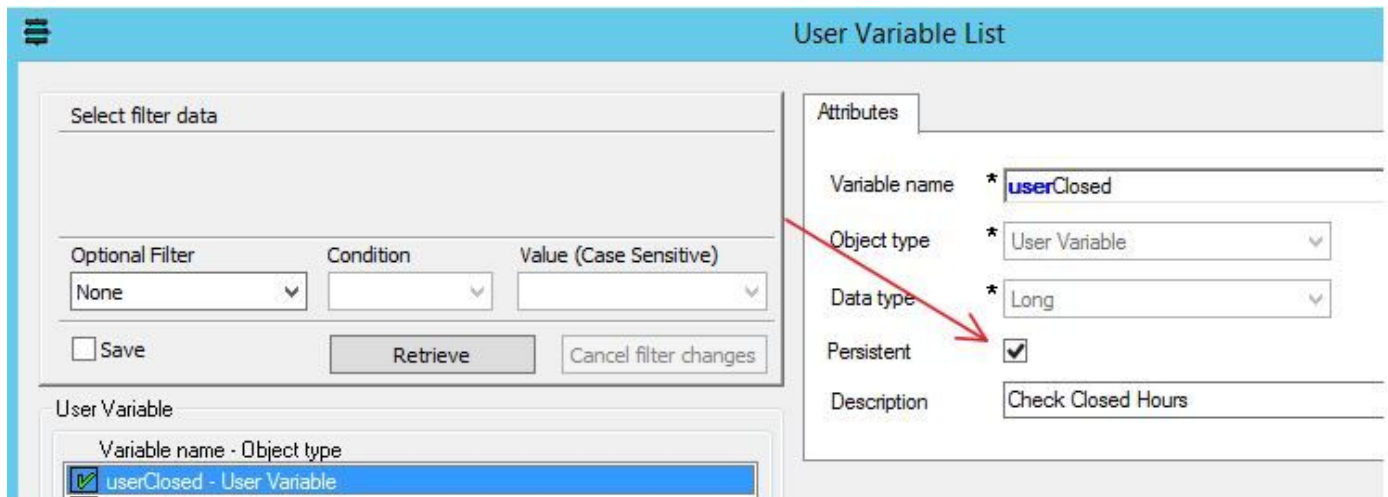 User Variable List
Select filter data
Optional Filter Condition Value (Case Sensitive)
None
Save Retrieve Cancel filter changes
User Variable
Variable name - Object type
userClosed - User Variable
Attributes
Variable name * userClosed
Object type * User Variable
Data type * Long
Persistent
Description Check Closed Hours